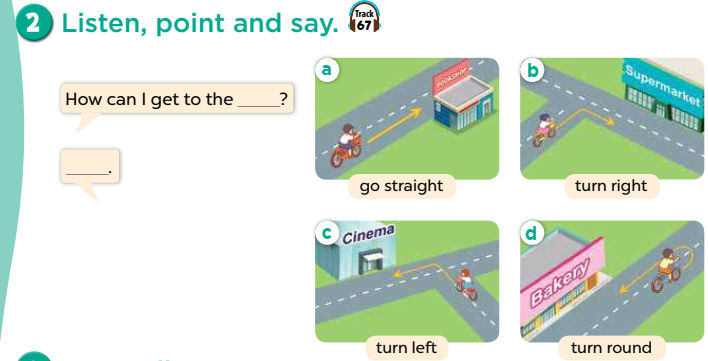 2 Listen, point and say.
Track
67
How can I get to the _____?
_____.
a
BOOKSHOP
go straight
b
Supermarket
turn right
c
Cinema
turn left
d
Bakery
turn round